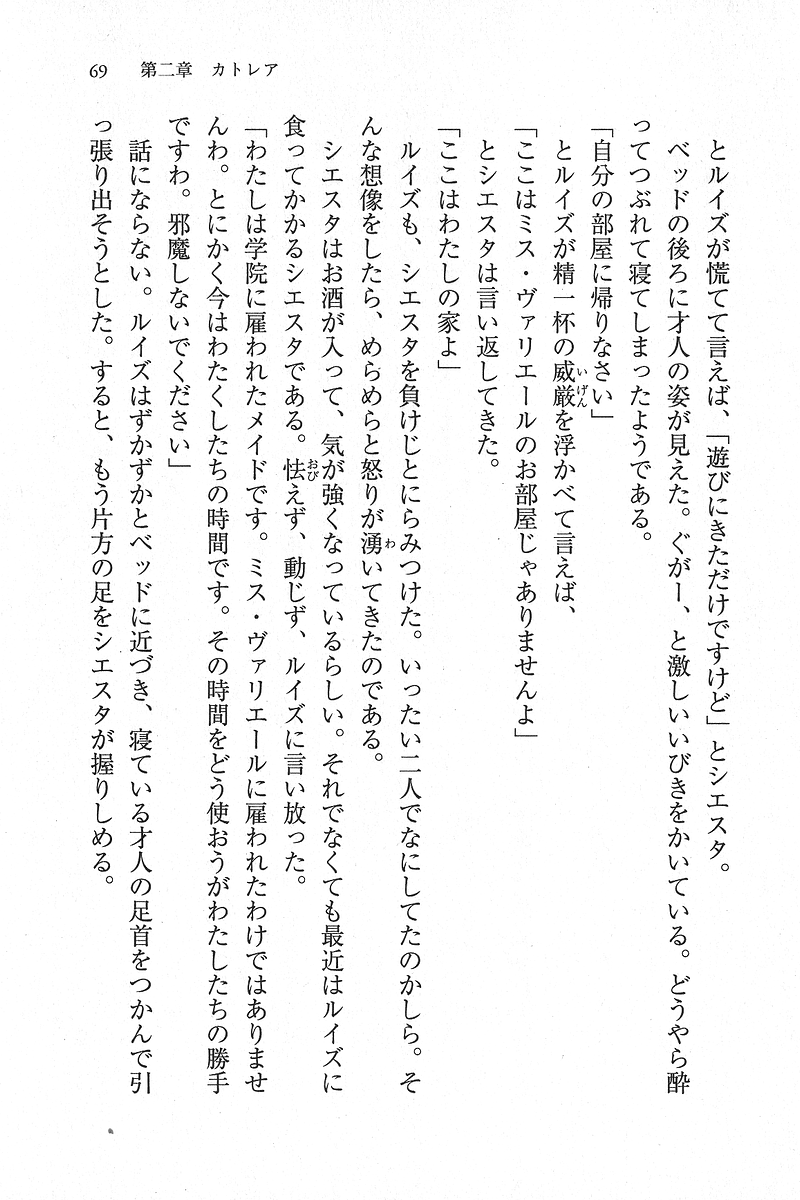 69　第二章　カトレア
　とルイズが慌てて言えば、「遊びにきただけですけど」とシエスタ。
　ベッドの後ろに才人の姿が見えた。ぐがー、と激しいいびきをかいている。どうやら酔
ってつぶれて寝てしまったようである。
「自分の部屋に帰りなさい」
　とルイズが精一杯の威厳を浮かべて言えば、
「ここはミス・ヴァリエールのお部屋じゃありませんよ」
　とシエスタは言い返してきた。
「ここはわたしの家よ」
　ルイズも、シエスタを負けじとにらみつけた。いったい二人でなにしてたのかしら。そ
んな想像をしたら、めらめらと怒りが湧いてきたのである。
　シエスタはお酒が入って、気が強くなっているらしい。それでなくても最近はルイズに
食ってかかるシエスタである。怯えず、動じず、ルイズに言い放った。
「わたしは学院に雇われたメイドです。ミス・ヴァリエールに雇われたわけではありませ
んわ。とにかく今はわたくしたちの時間です。その時間をどう使おうがわたしたちの勝手
ですわ。邪魔しないでください」
　話にならない。ルイズはずかずかとベッドに近づき、寝ている才人の足首をつかんで引
っ張り出そうとした。すると、もう片方の足をシエスタが握りしめる。